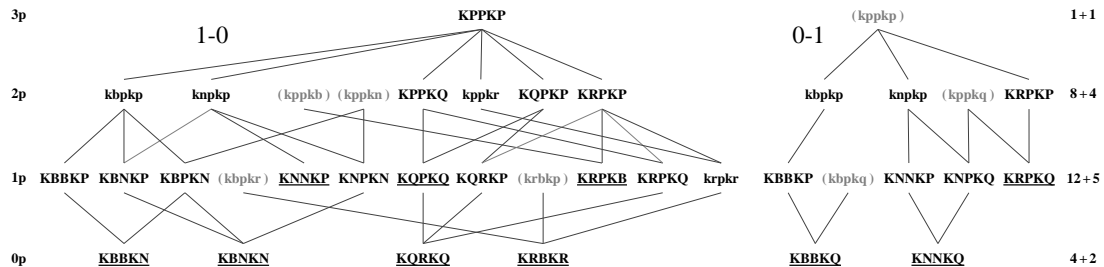 3p KPPKP (kppkp) 1+1
1-0 0-1
2p kbpkp knpkp (kppkb) (kppkn) KPPKQ kppkr KQPKP KRPKP kbpkp knpkp (kppkq) KRPKP 8+4
1p KBBKP KBNKP KBPKN (kbpkr) KNNKP KNPKN KQPKQ KQRKP (krbkp) KRPKB KRPKQ krpkr KBBKP (kbpkq) KNNKP KNPKQ KRPKQ 12+5
0p KBBKN KBNKN KQRKQ KRBKR KBBKQ KNNKQ 4+2